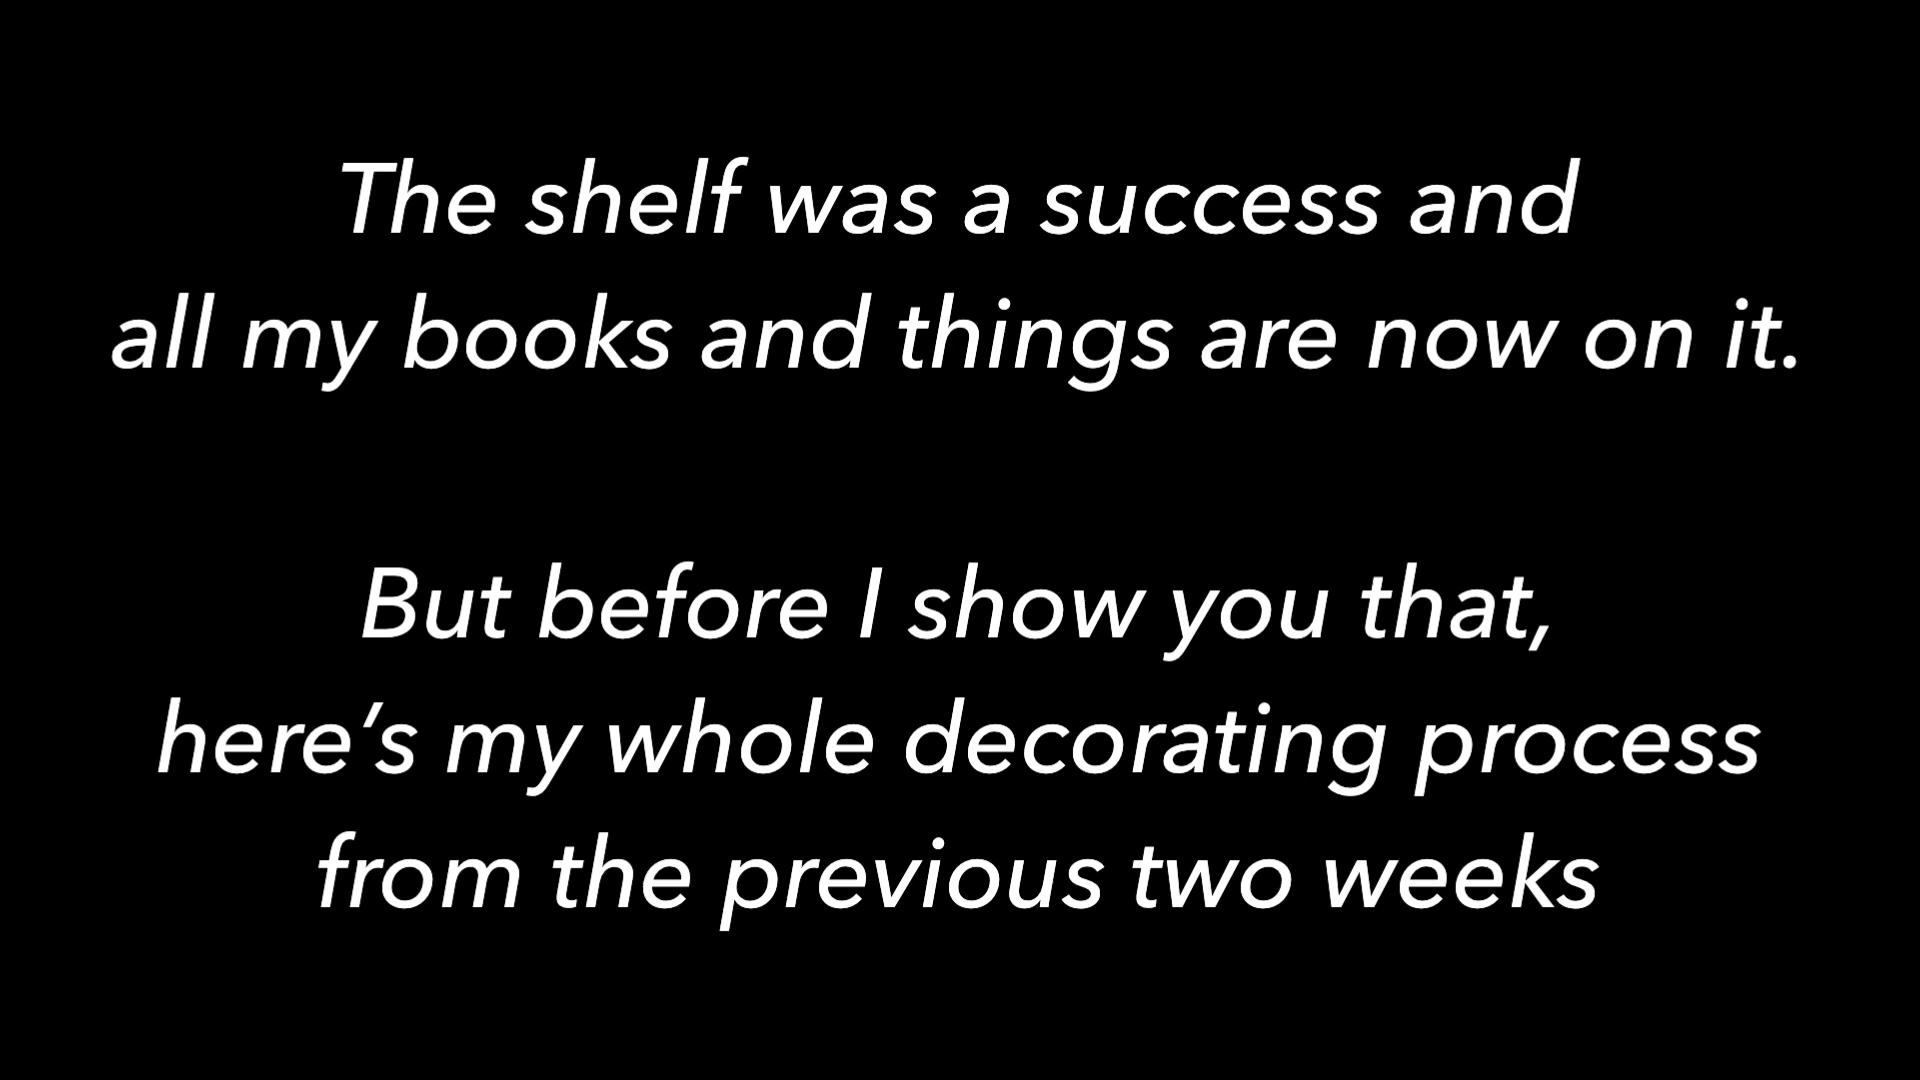 The shelf was a success and
all my books and things are now on it.
But before I show you that,
here’s my whole decorating process
from the previous two weeks